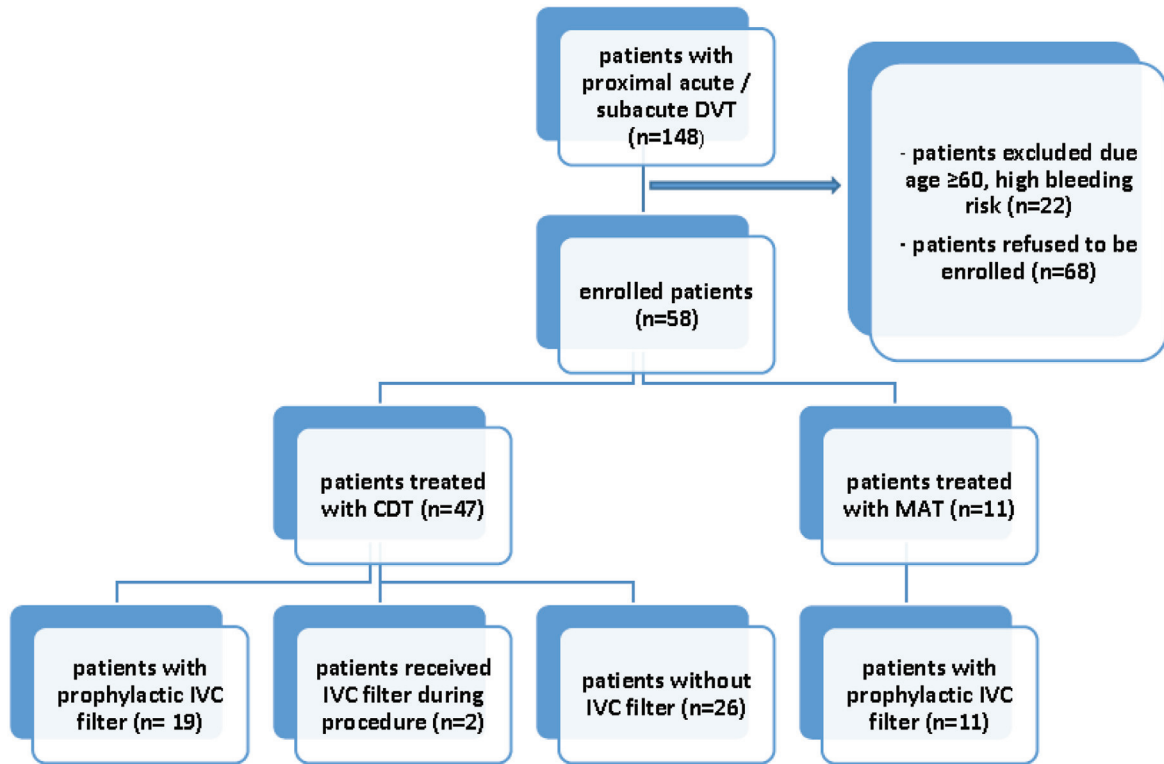 patients with
proximal acute /
subacute DVT
(n=148)
- patients excluded due
age ≥60, high bleeding
risk (n=22)
- patients refused to be
enrolled (n=68)
enrolled patients
(n=58)
patients treated
with CDT (n=47)
patients treated
with MAT (n=11)
patients with
prophylactic IVC
filter (n= 19)
patients received
IVC filter during
procedure (n=2)
patients without
IVC filter (n=26)
patients with
prophylactic IVC
filter (n=11)